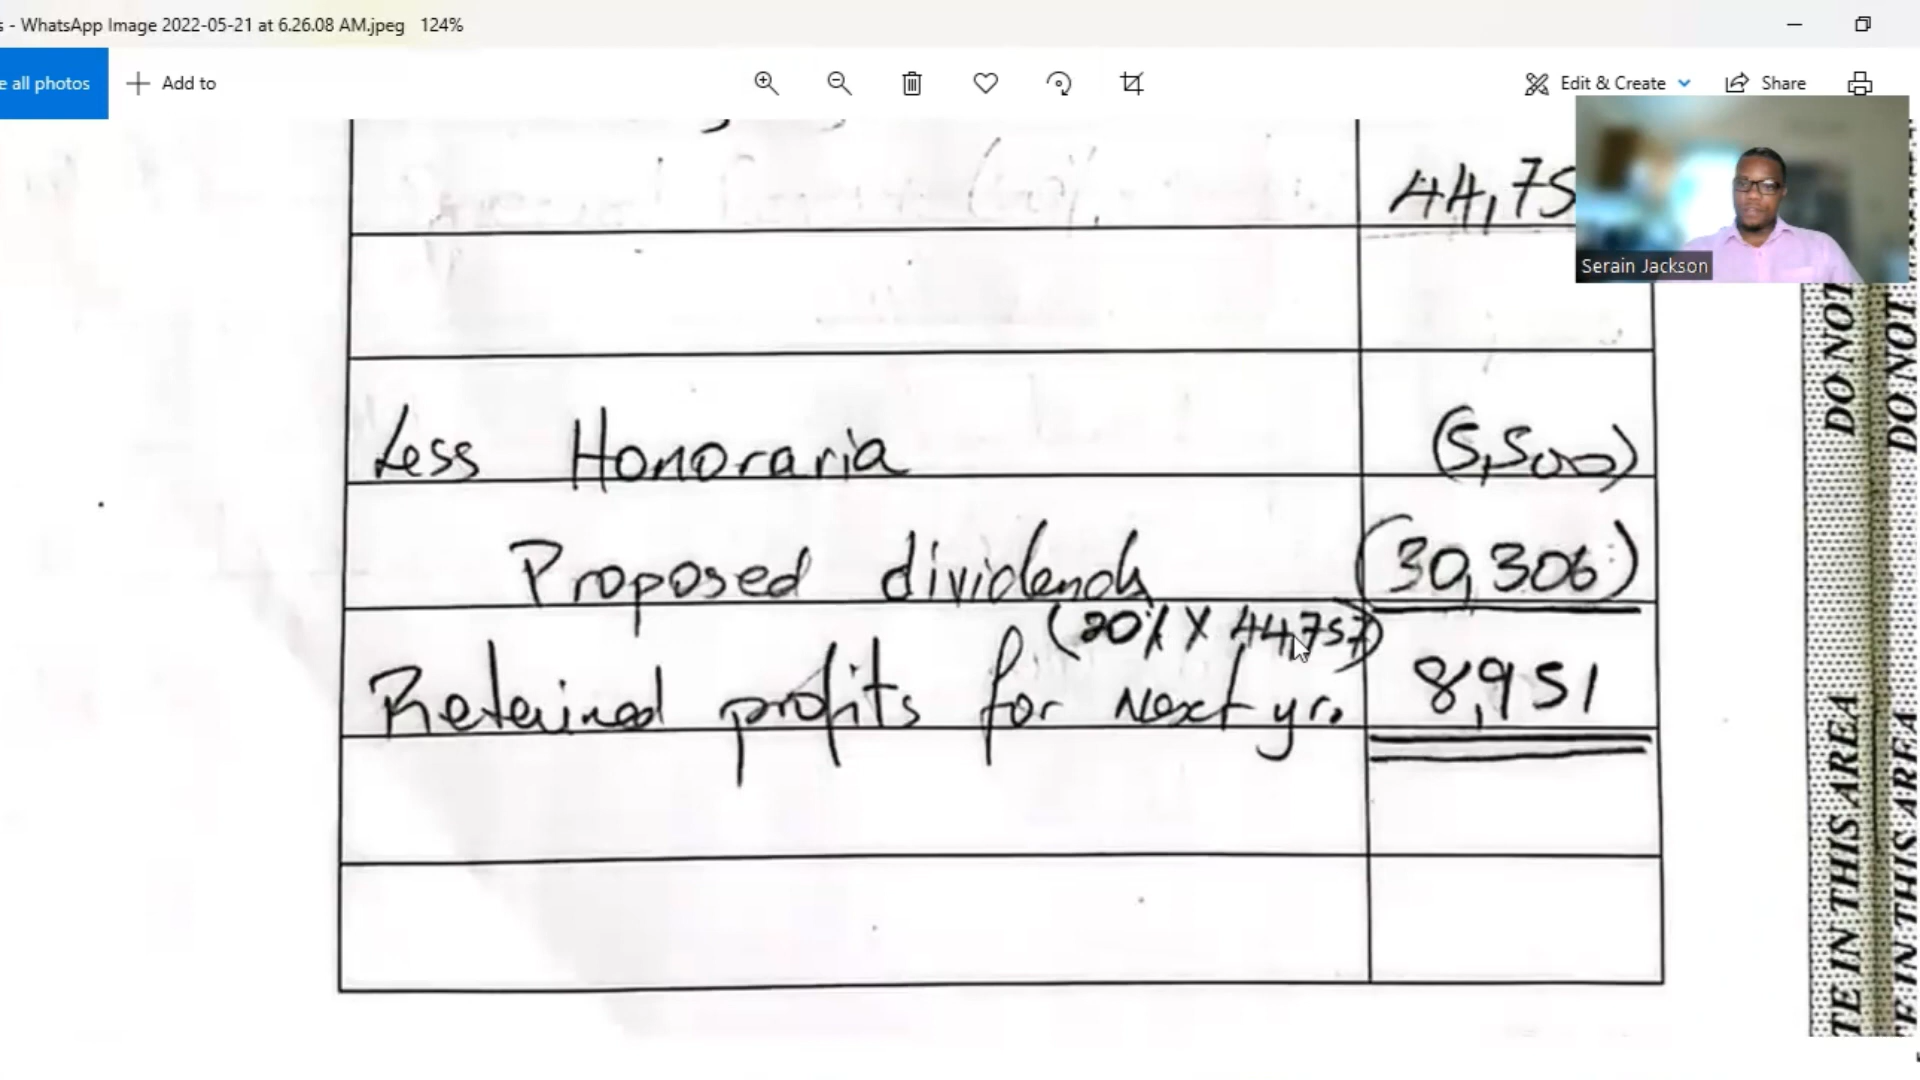 s - WhatsApp Image 2022-05-21 at 6.26.08 AM.jpeg 124%
e all photos
Add to
Edit & Create
Share
44,75
Serain Jackson
Less Honoraria (5,500)
Proposed dividends (30,306)
(20% X 44,757)
Retained profits for Next yr. 8,951
DO NOT
DO NOT
TE IN THIS AREA
TE IN THIS AREA